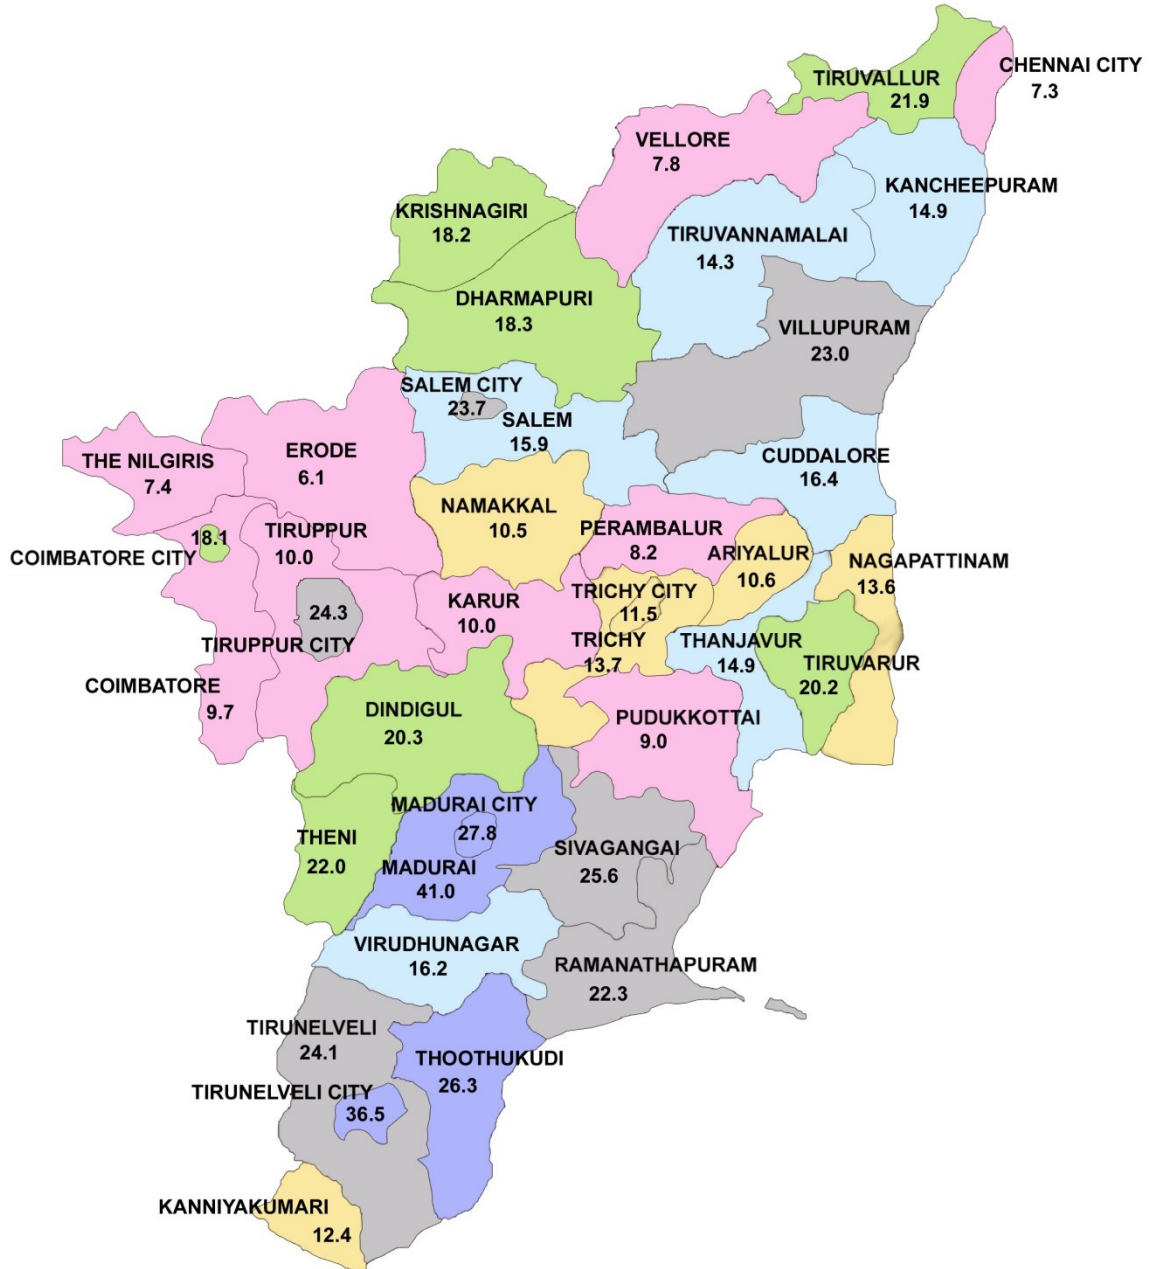 CHENNAI CITY
7.3
TIRUVALLUR
21.9
VELLORE
7.8
KANCHEEPURAM
14.9
KRISHNAGIRI
18.2
TIRUVANNAMALAI
14.3
DHARMAPURI
18.3
VILLUPURAM
23.0
SALEM CITY
23.7
SALEM
15.9
ERODE
6.1
THE NILGIRIS
7.4
CUDDALORE
16.4
NAMAKKAL
10.5
PERAMBALUR
8.2
TIRUPPUR
10.0
18.1
COIMBATORE CITY
ARIYALUR
10.6
NAGAPATTINAM
13.6
TRICHY CITY
11.5
KARUR
10.0
24.3
TIRUPPUR CITY
TRICHY
13.7
THANJAVUR
14.9
TIRUVARUR
20.2
COIMBATORE
9.7
DINDIGUL
20.3
PUDUKKOTTAI
9.0
MADURAI CITY
27.8
THENI
22.0
MADURAI
41.0
SIVAGANGAI
25.6
VIRUDHUNAGAR
16.2
RAMANATHAPURAM
22.3
TIRUNELVELI
24.1
THOOTHUKUDI
26.3
TIRUNELVELI CITY
36.5
KANNIYAKUMARI
12.4